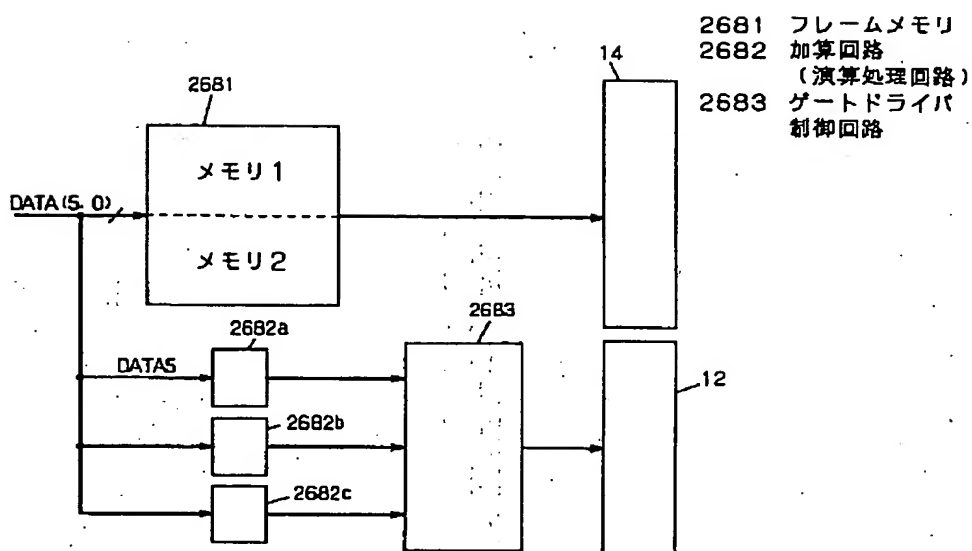 2681 フレームメモリ
2682 加算回路
(演算処理回路)
2683 ゲートドライバ
制御回路
14
2681
メモリ1
DATA(5-0)
メモリ2
2683
2682a
DATA5
12
2682b
2682c